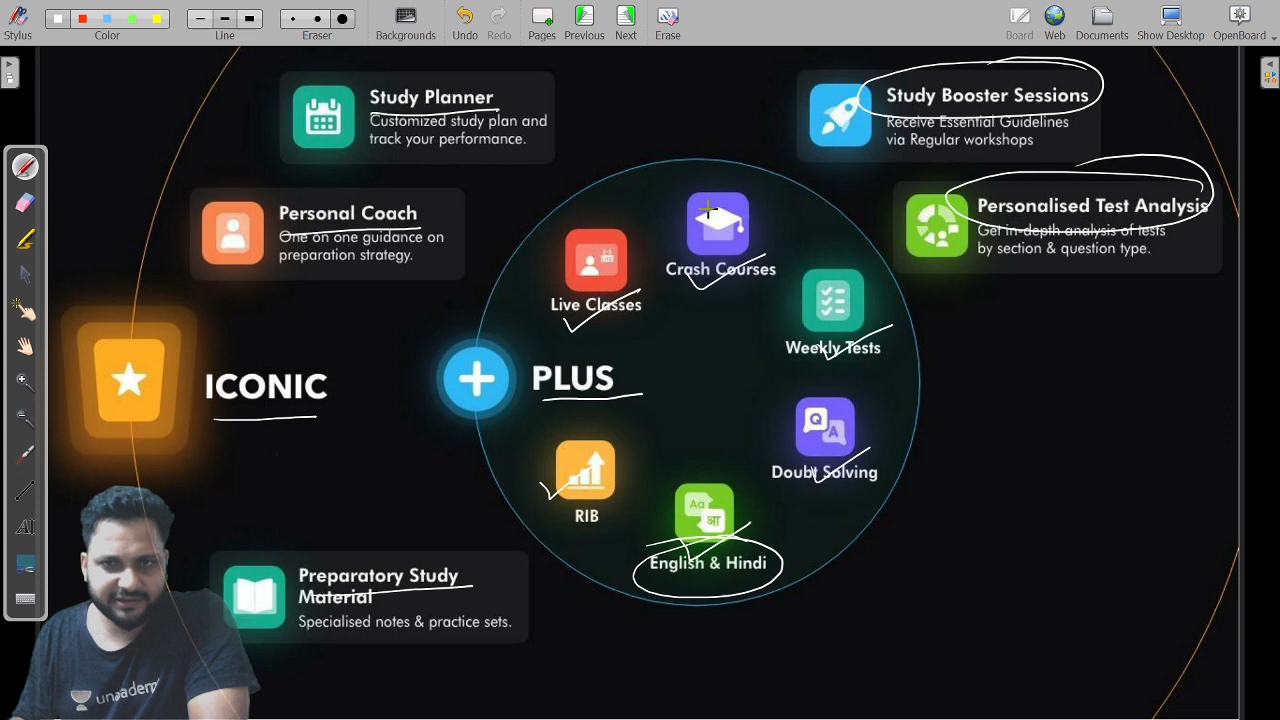 Stylus
Color
Line
Eraser
Backgrounds
Undo
Redo
Pages
Previous
Next
Erase
Board
Web
Documents
Show Desktop
OpenBoard
Study Planner
Customized study plan and
track your performance.
Study Booster Sessions
Receive Essential Guidelines
via Regular workshops
Personal Coach
One on one guidance on
preparation strategy.
Personalised Test Analysis
Get in-depth analysis of tests
by section & question type.
Live Classes
Crash Courses
Weekly Tests
ICONIC
PLUS
Q
A
Doubt Solving
RIB
Aa
आ
English & Hindi
Preparatory Study
Material
Specialised notes & practice sets.
AI
unacademy